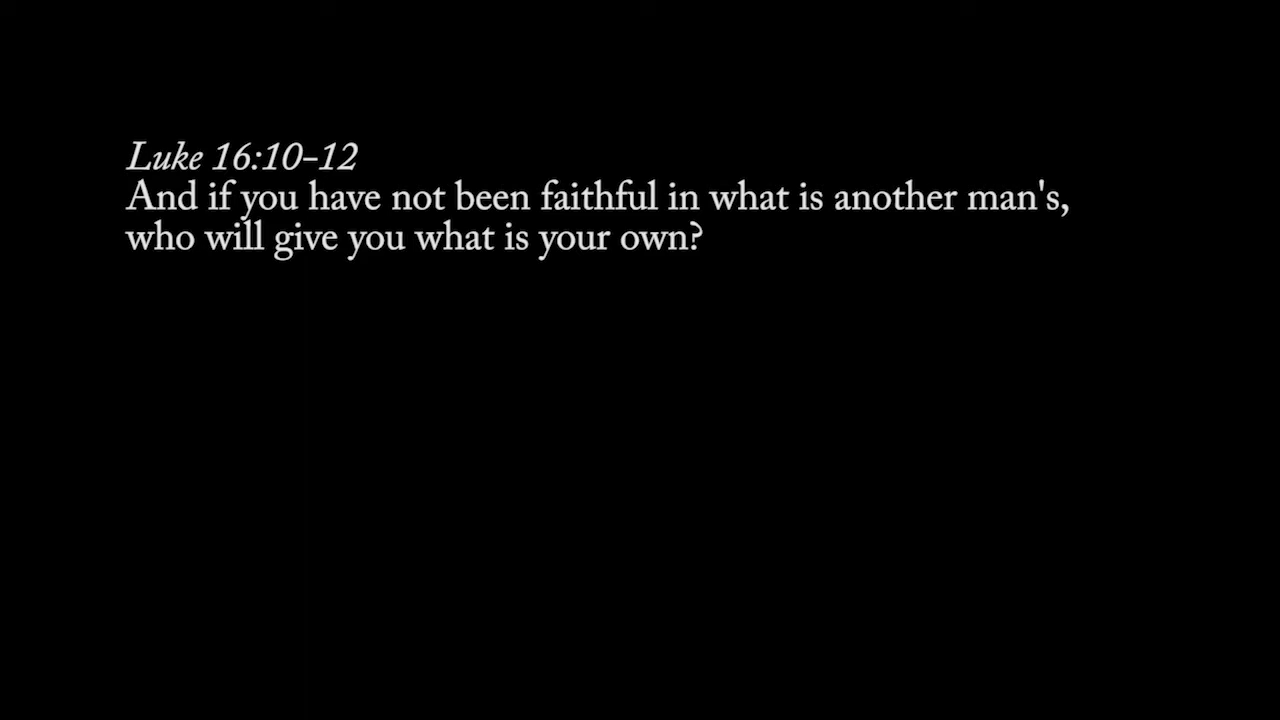 Luke 16:10-12
And if you have not been faithful in what is another man's,
who will give you what is your own?